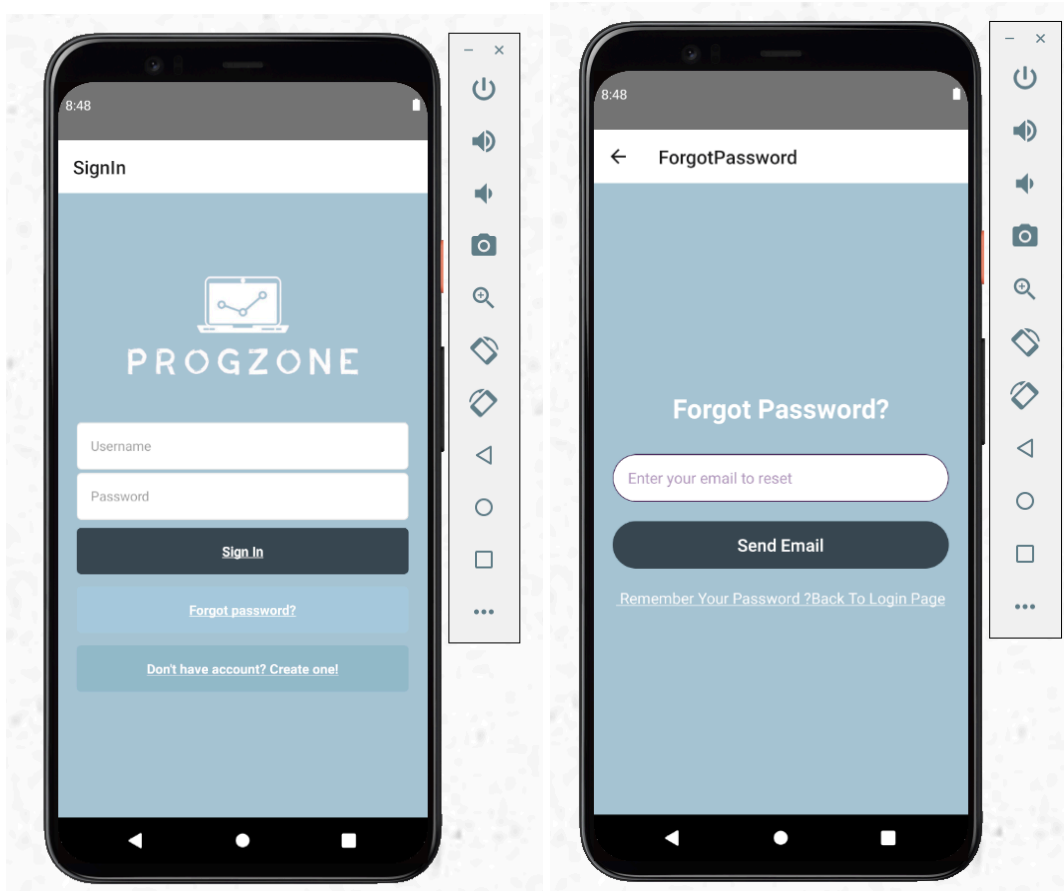 8:48
SignIn
PROGZONE
Username
Password
Sign In
Forgot password?
Don't have account? Create one!
8:48
ForgotPassword
Forgot Password?
Enter your email to reset
Send Email
Remember Your Password ?Back To Login Page